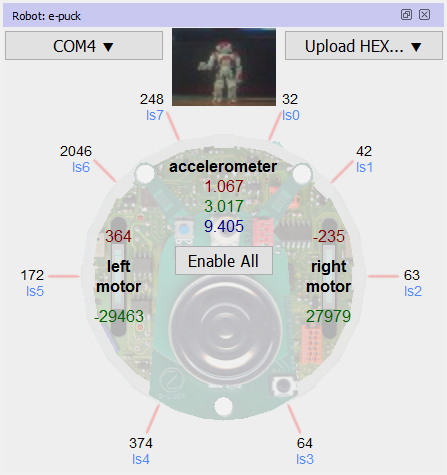 Robot: e-puck
COM4 ▼
Upload HEX... ▼
248
ls7
32
ls0
2046
ls6
42
ls1
accelerometer
1.067
3.017
9.405
364
-235
Enable All
172
ls5
left
motor
right
motor
63
ls2
-29463
27979
374
ls4
64
ls3